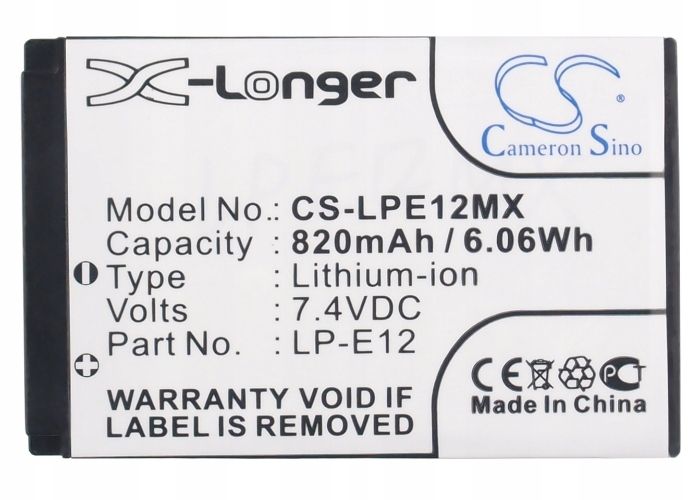 X-Longer
CS ®
Cameron Sino
Model No. : CS-LPE12MX
Capacity : 820mAh / 6.06Wh
Type : Lithium-ion
Volts : 7.4VDC
Part No. : LP-E12
WARRANTY VOID IF
LABEL IS REMOVED
CE PCT
Made In China